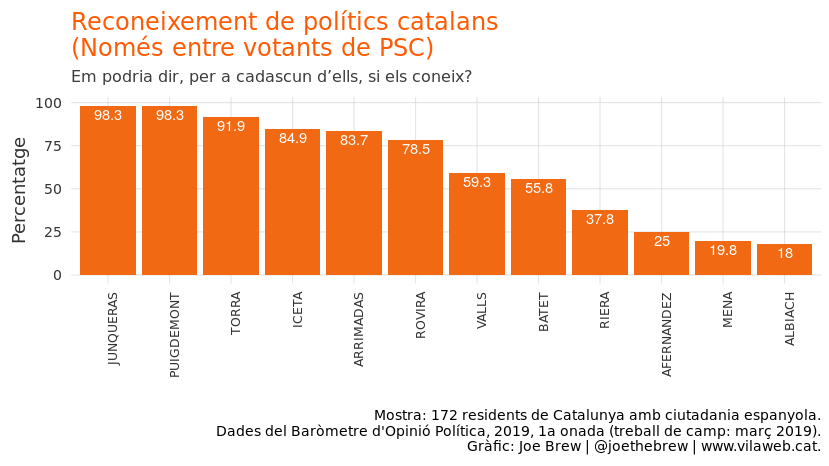 Reconeixement de polítics catalans
(Només entre votants de PSC)
Em podria dir, per a cadascun d’ells, si els coneix?
Percentatge
100
75
50
25
0
98.3
98.3
91.9
84.9
83.7
78.5
59.3
55.8
37.8
25
19.8
18
JUNQUERAS
PUIGDEMONT
TORRA
ICETA
ARRIMADAS
ROVIRA
VALLS
BATET
RIERA
AFERNANDEZ
MENA
ALBIACH
Mostra: 172 residents de Catalunya amb ciutadania espanyola.
Dades del Baròmetre d'Opinió Política, 2019, 1a onada (treball de camp: març 2019).
Gràfic: Joe Brew | @joethebrew | www.vilaweb.cat.